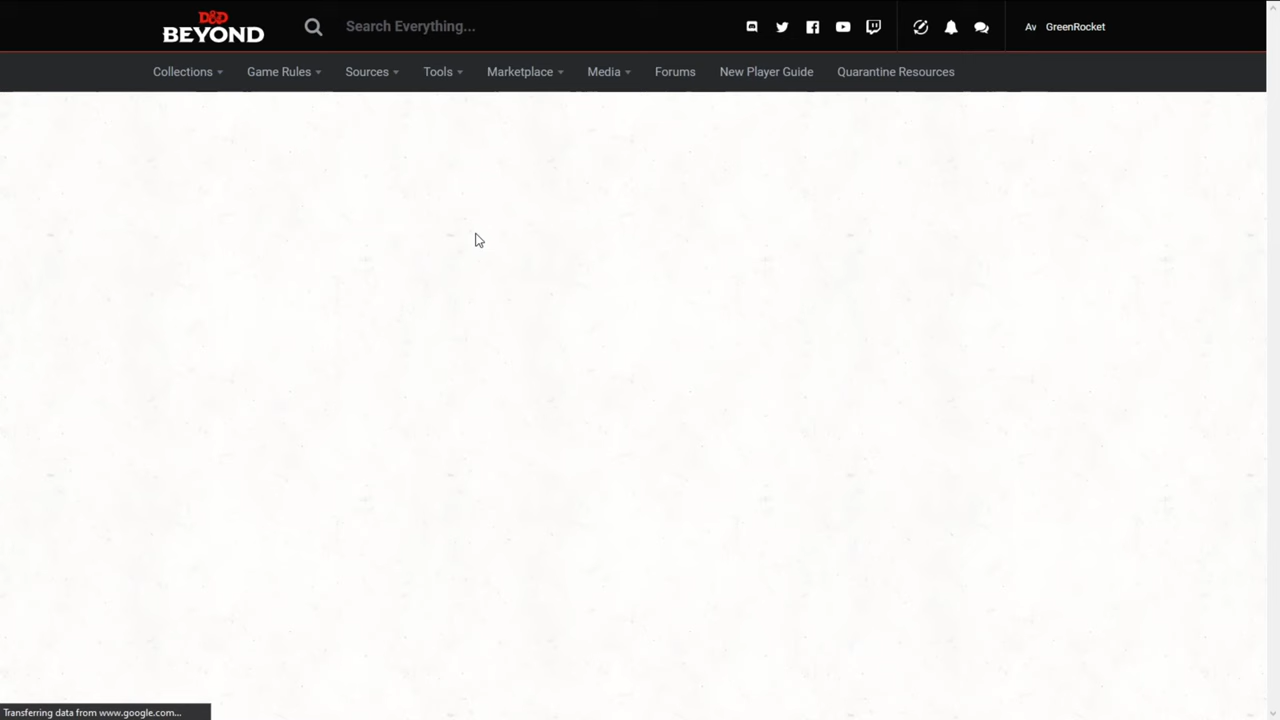 D&D
BEYOND
Search Everything...
Av GreenRocket
Collections Game Rules Sources Tools Marketplace Media Forums New Player Guide Quarantine Resources
Transferring data from www.google.com...